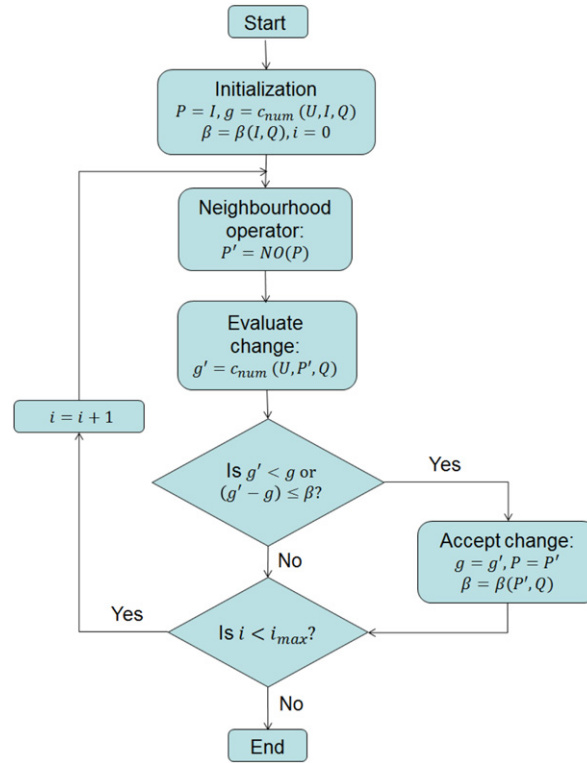 Start
Initialization
P = I, g = c_num (U, I, Q)
β = β(I, Q), i = 0
Neighbourhood
operator:
P′ = NO(P)
Evaluate
change:
g′ = c_num (U, P′, Q)
i = i + 1
Is g′ < g or
(g′ − g) ≤ β?
Yes
Accept change:
g = g′, P = P′
β = β(P′, Q)
No
Yes
Is i < i_max?
No
End